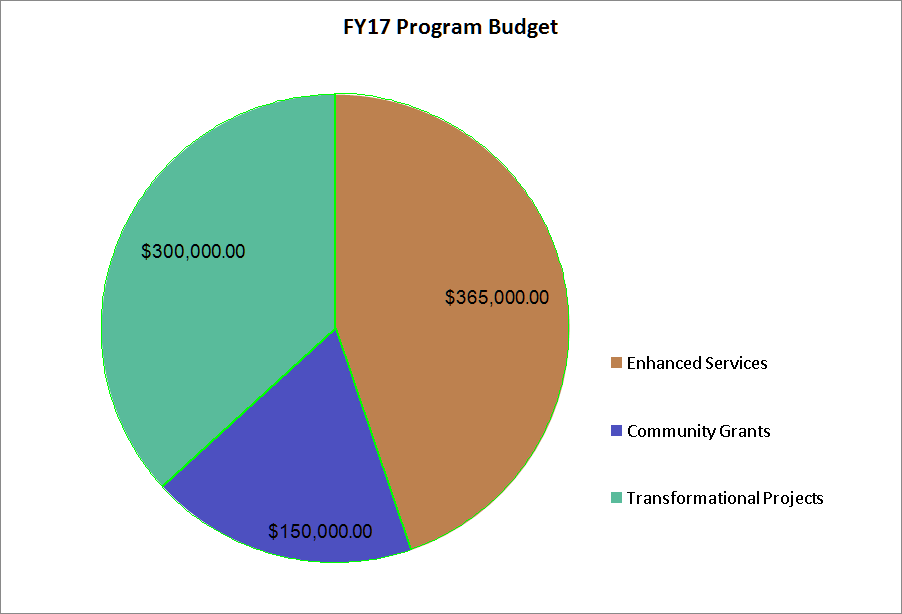 FY17 Program Budget
$300,000.00
$365,000.00
$150,000.00
Enhanced Services
Community Grants
Transformational Projects